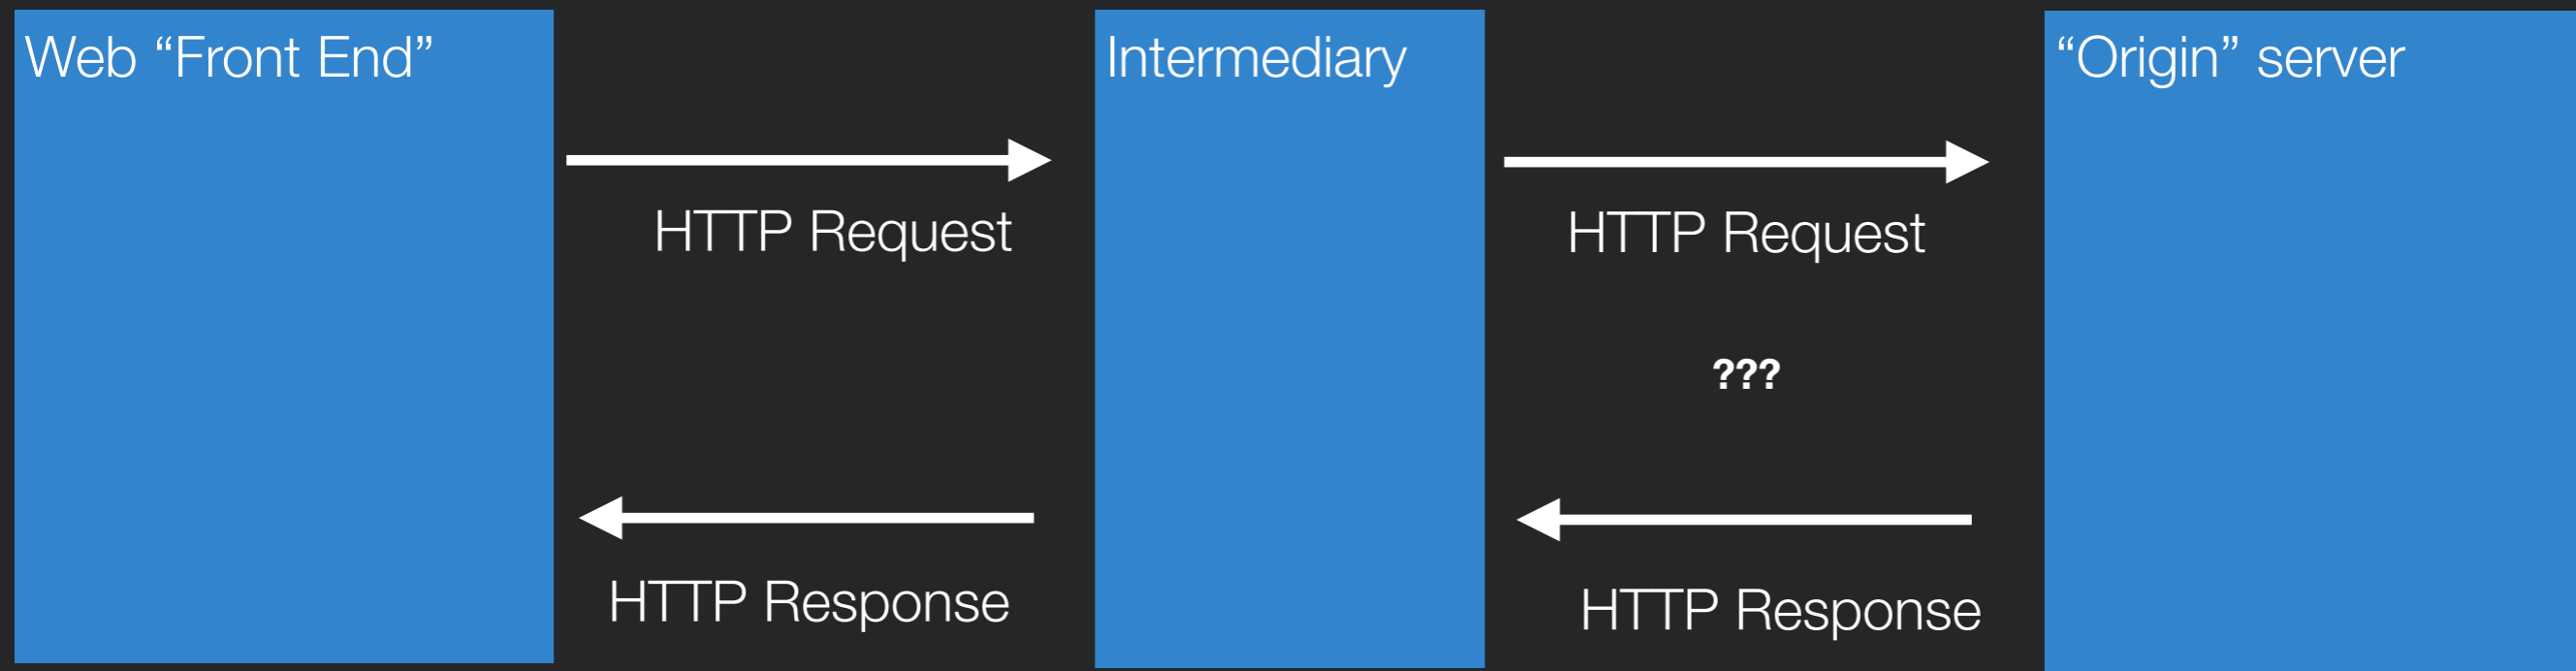 Web “Front End”
Intermediary
“Origin” server
HTTP Request
HTTP Request
???
HTTP Response
HTTP Response